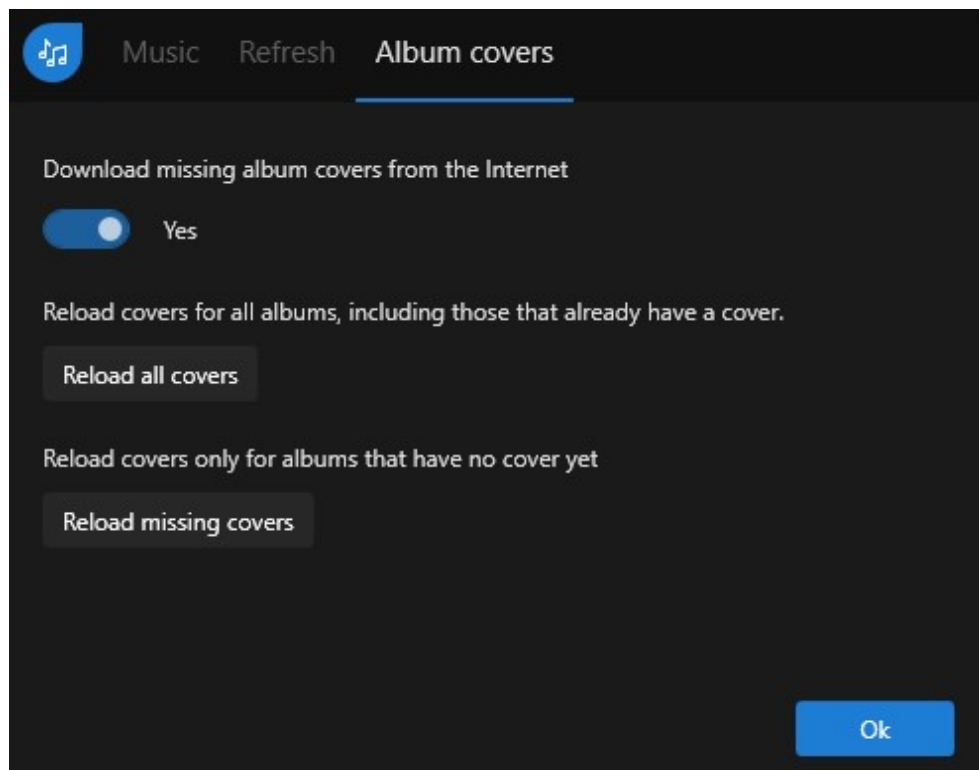 Music Refresh Album covers
Download missing album covers from the Internet
Yes
Reload covers for all albums, including those that already have a cover.
Reload all covers
Reload covers only for albums that have no cover yet
Reload missing covers
Ok